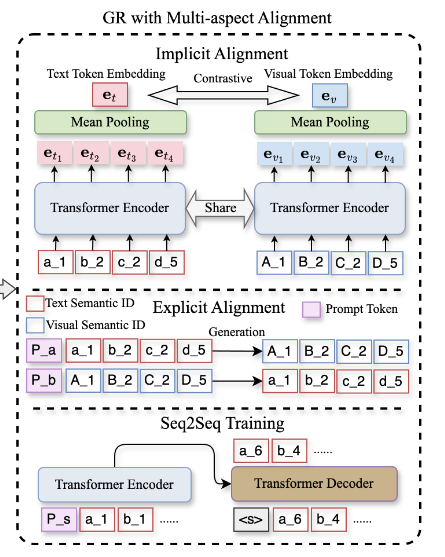 GR with Multi-aspect Alignment
Implicit Alignment
Text Token Embedding
Contrastive
Visual Token Embedding
e_t
e_v
Mean Pooling
Mean Pooling
e_t1 e_t2 e_t3 e_t4
e_v1 e_v2 e_v3 e_v4
Transformer Encoder
Share
Transformer Encoder
a_1 b_2 c_2 d_5
A_1 B_2 C_2 D_5
Text Semantic ID
Explicit Alignment
Prompt Token
Visual Semantic ID
Generation
P_a a_1 b_2 c_2 d_5 A_1 B_2 C_2 D_5
P_b A_1 B_2 C_2 D_5 a_1 b_2 c_2 d_5
Seq2Seq Training
a_6 b_4 ......
Transformer Encoder
Transformer Decoder
P_s a_1 b_1 ......
<s> a_6 b_4 ......